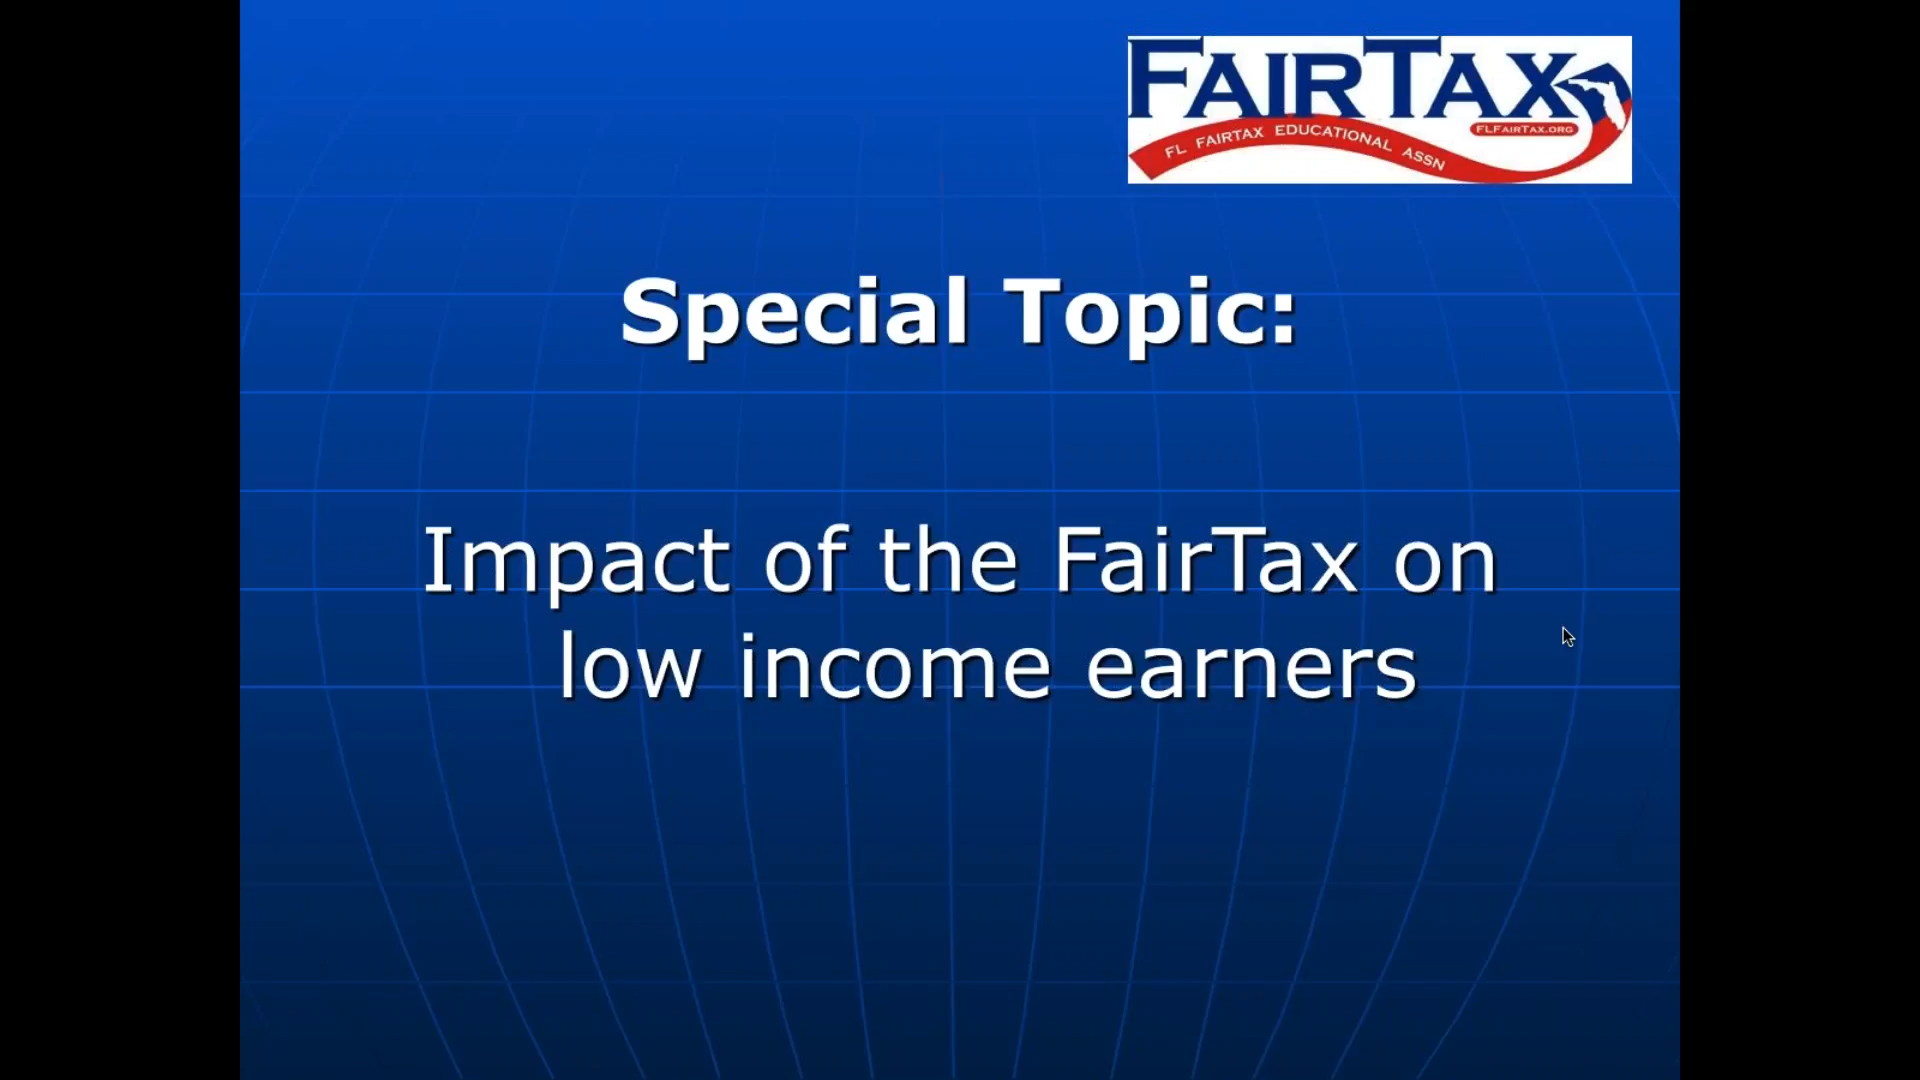 FAIRTAX
FLFAIRTAX.ORG
FL FAIRTAX EDUCATIONAL ASSN
Special Topic:
Impact of the FairTax on
low income earners